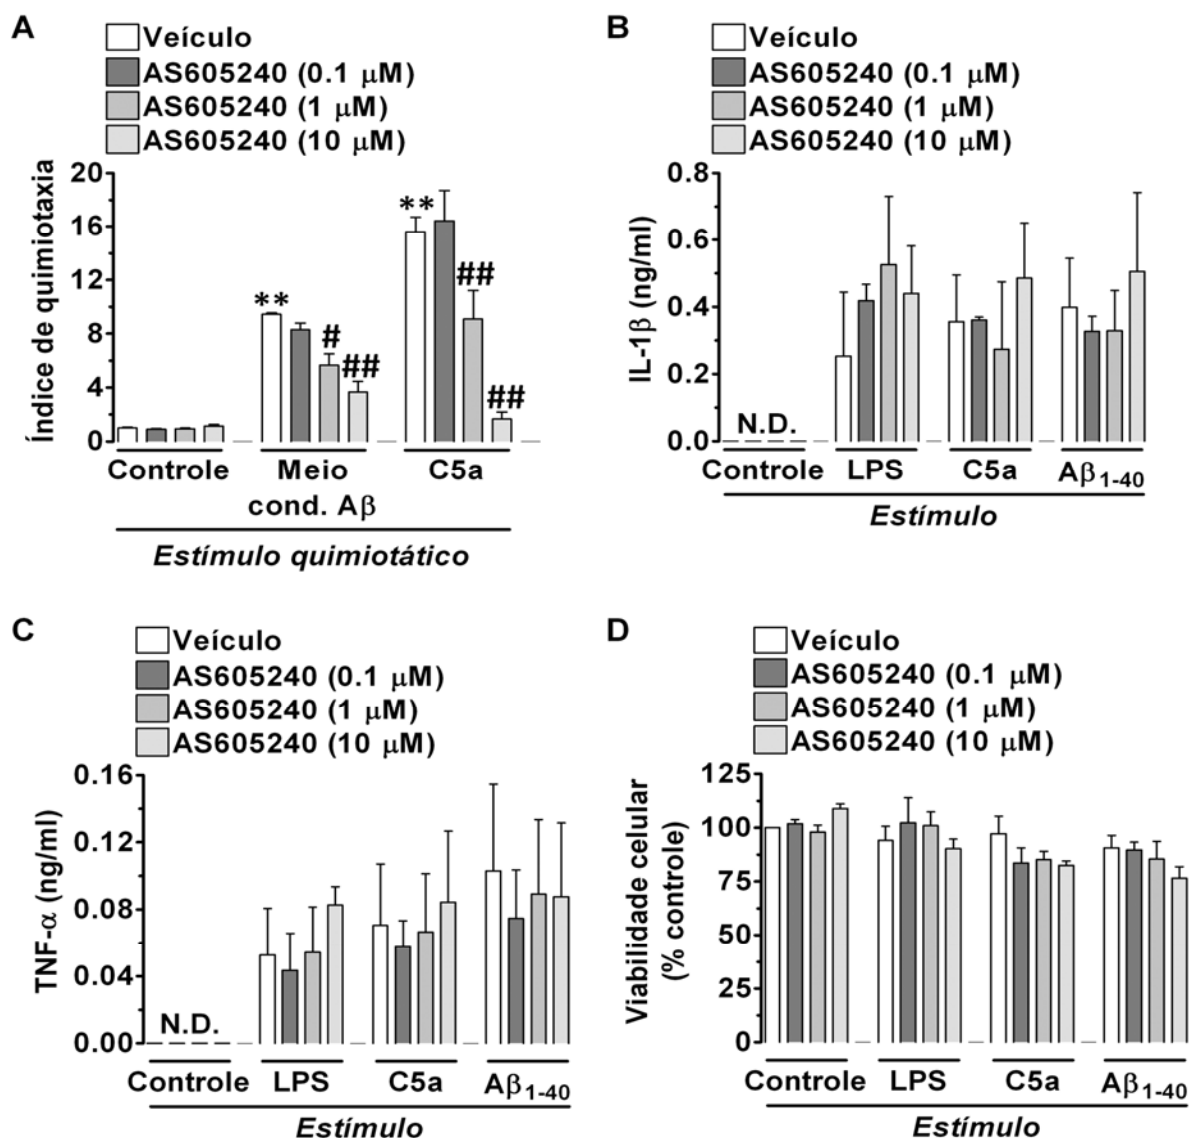 A
Veículo
AS605240 (0.1 μM)
AS605240 (1 μM)
AS605240 (10 μM)
Índice de quimiotaxia
20
16
12
8
4
0
**
#
##
**
##
##
Controle Meio C5a
cond. Aβ
Estímulo quimiotático
B
Veículo
AS605240 (0.1 μM)
AS605240 (1 μM)
AS605240 (10 μM)
IL-1β (ng/ml)
0.8
0.6
0.4
0.2
0.0
N.D.
Controle LPS C5a Aβ1-40
Estímulo
C
Veículo
AS605240 (0.1 μM)
AS605240 (1 μM)
AS605240 (10 μM)
TNF-α (ng/ml)
0.16
0.12
0.08
0.04
0.00
N.D.
Controle LPS C5a Aβ1-40
Estímulo
D
Veículo
AS605240 (0.1 μM)
AS605240 (1 μM)
AS605240 (10 μM)
Viabilidade celular
(% controle)
125
100
75
50
25
0
Controle LPS C5a Aβ1-40
Estímulo